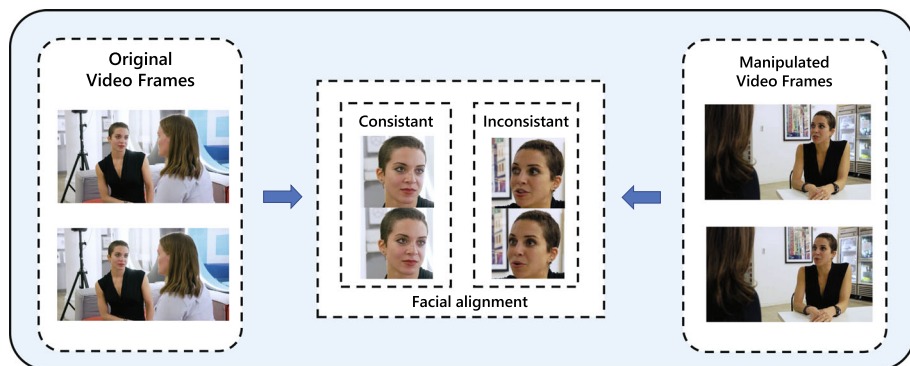 Original
Video Frames
Consistant
Inconsistant
Facial alignment
Manipulated
Video Frames